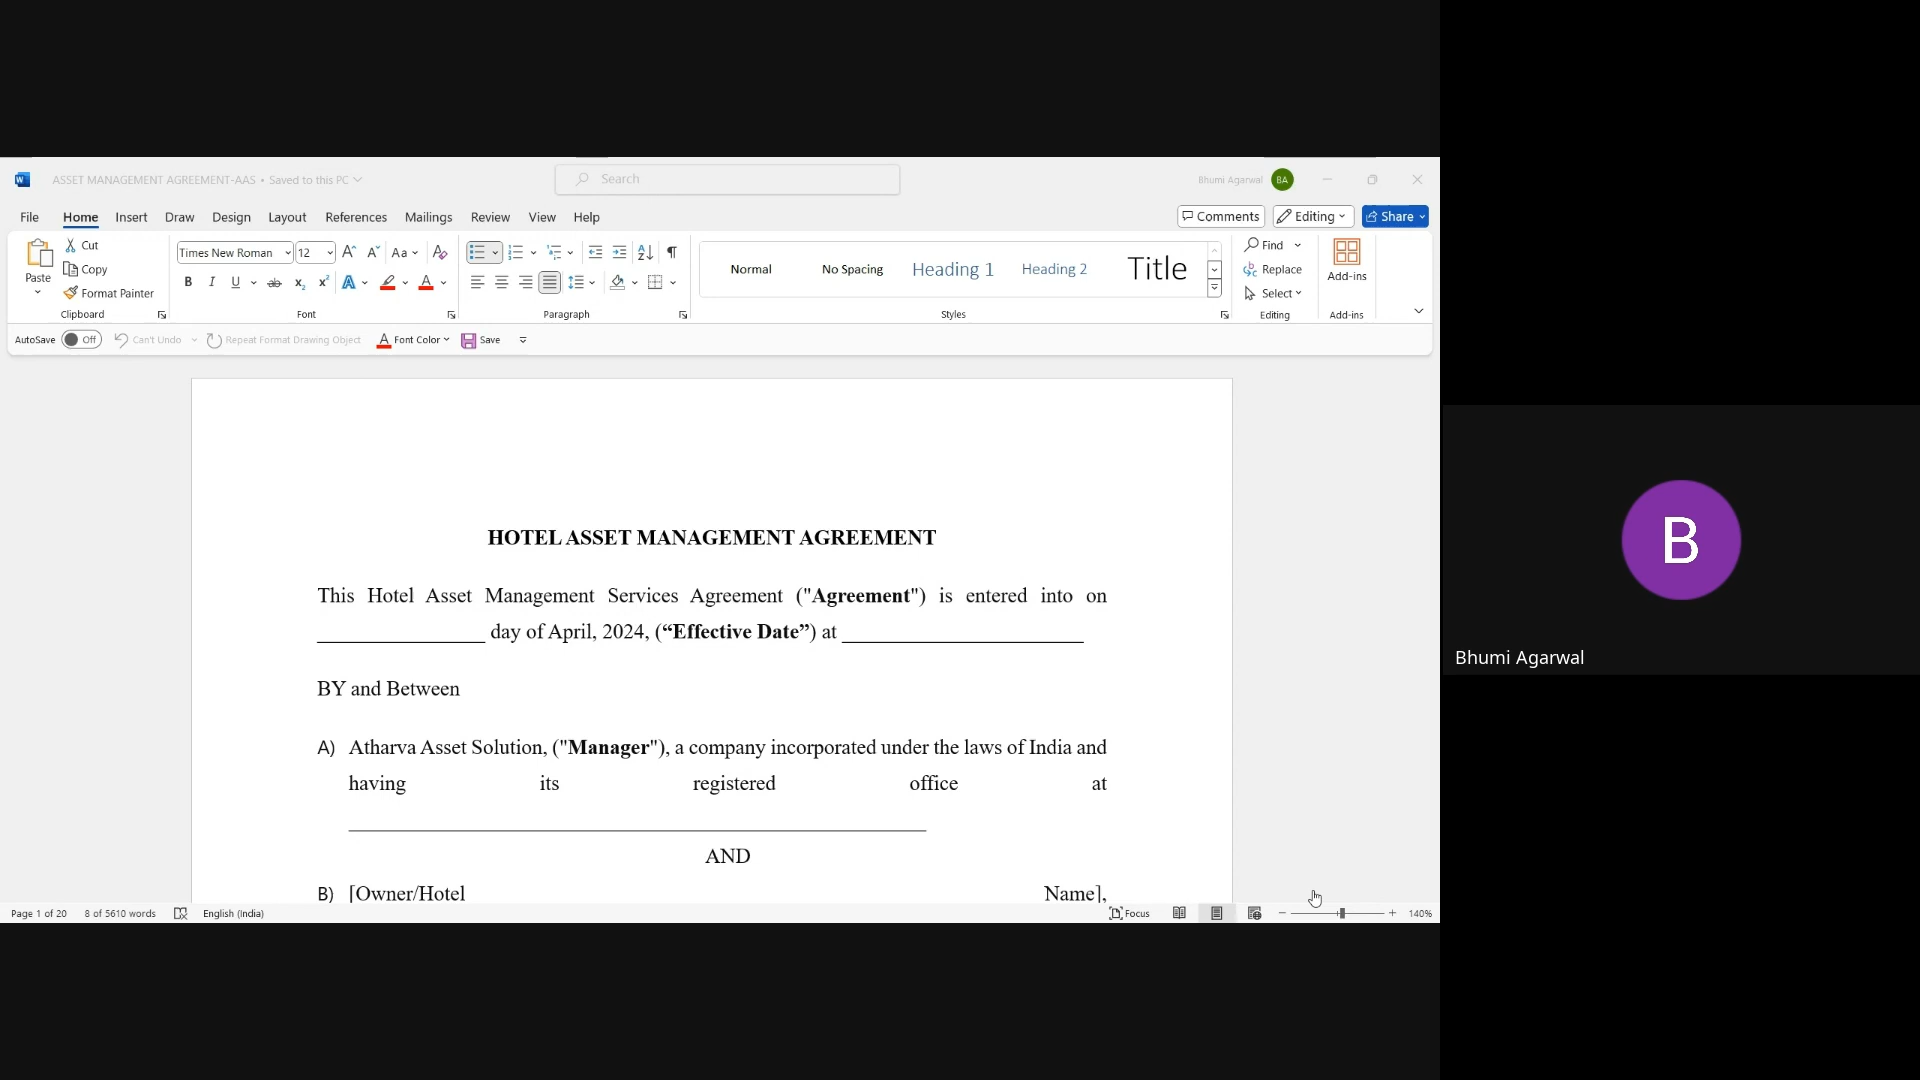 ASSET MANAGEMENT AGREEMENT-AAS • Saved to this PC
Search
Bhumi Agarwal BA
File Home Insert Draw Design Layout References Mailings Review View Help
Comments Editing Share
Paste
Cut
Copy
Format Painter
Clipboard
Times New Roman 12
Font
Paragraph
Normal No Spacing Heading 1 Heading 2 Title
Styles
Find
Replace
Select
Editing
Add-ins
Add-ins
AutoSave Off Can't Undo Repeat Format Drawing Object Font Color Save
HOTEL ASSET MANAGEMENT AGREEMENT
This Hotel Asset Management Services Agreement ("Agreement") is entered into on
________________ day of April, 2024, (“Effective Date”) at _______________________
BY and Between
A) Atharva Asset Solution, ("Manager"), a company incorporated under the laws of India and
having its registered office at
_______________________________________________________
AND
B) [Owner/Hotel Name],
Page 1 of 20 8 of 5610 words English (India) Focus 140%
B
Bhumi Agarwal